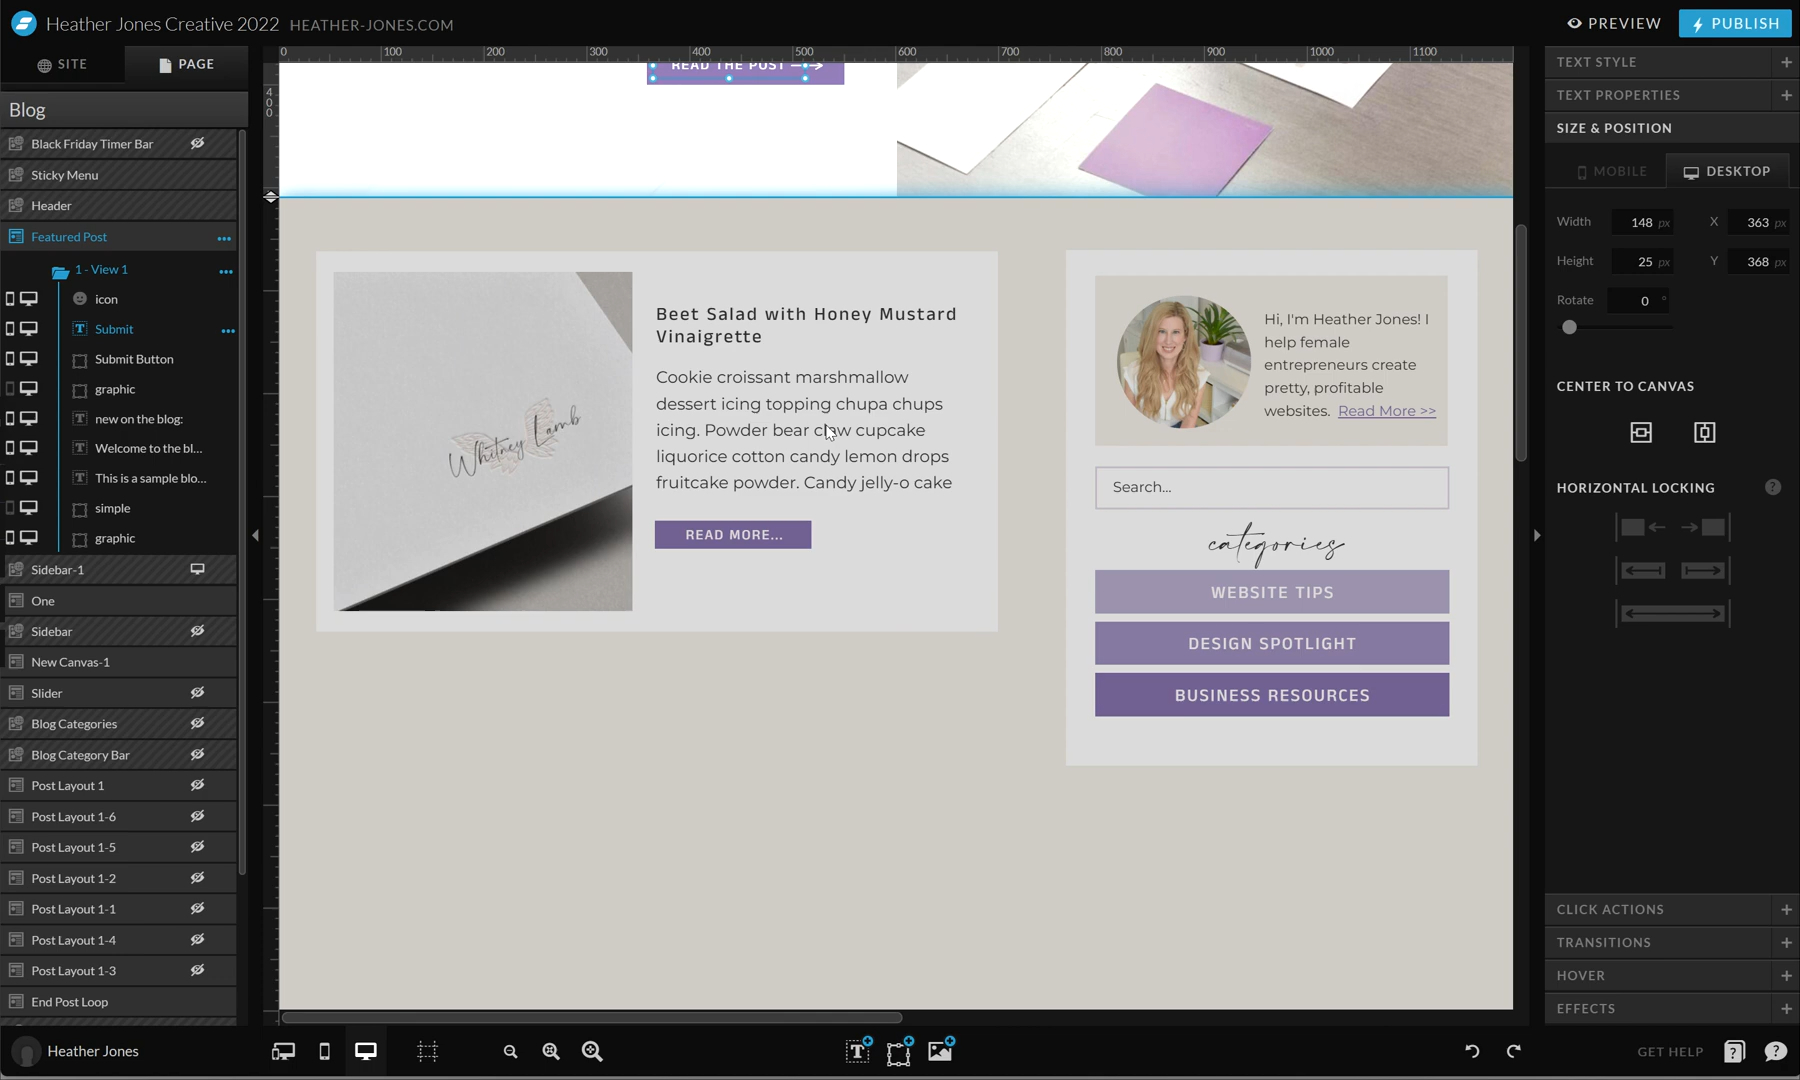 Heather Jones Creative 2022 HEATHER-JONES.COM
PREVIEW
PUBLISH
SITE
PAGE
Blog
Black Friday Timer Bar
Sticky Menu
Header
Featured Post
1 - View 1
icon
Submit
Submit Button
graphic
new on the blog:
Welcome to the bl...
This is a sample blo...
simple
graphic
Sidebar-1
One
Sidebar
New Canvas-1
Slider
Blog Categories
Blog Category Bar
Post Layout 1
Post Layout 1-6
Post Layout 1-5
Post Layout 1-2
Post Layout 1-1
Post Layout 1-4
Post Layout 1-3
End Post Loop
0 100 200 300 400 500 600 700 800 900 1000 1100
400
READ THE POST
Whitney Lamb
Beet Salad with Honey Mustard
Vinaigrette
Cookie croissant marshmallow
dessert icing topping chupa chups
icing. Powder bear claw cupcake
liquorice cotton candy lemon drops
fruitcake powder. Candy jelly-o cake
READ MORE...
Hi, I'm Heather Jones! I
help female
entrepreneurs create
pretty, profitable
websites. Read More >>
Search...
categories
WEBSITE TIPS
DESIGN SPOTLIGHT
BUSINESS RESOURCES
TEXT STYLE +
TEXT PROPERTIES +
SIZE & POSITION
MOBILE
DESKTOP
Width 148 px X 363 px
Height 25 px Y 368 px
Rotate 0 °
CENTER TO CANVAS
HORIZONTAL LOCKING ?
CLICK ACTIONS +
TRANSITIONS +
HOVER +
EFFECTS +
Heather Jones
GET HELP